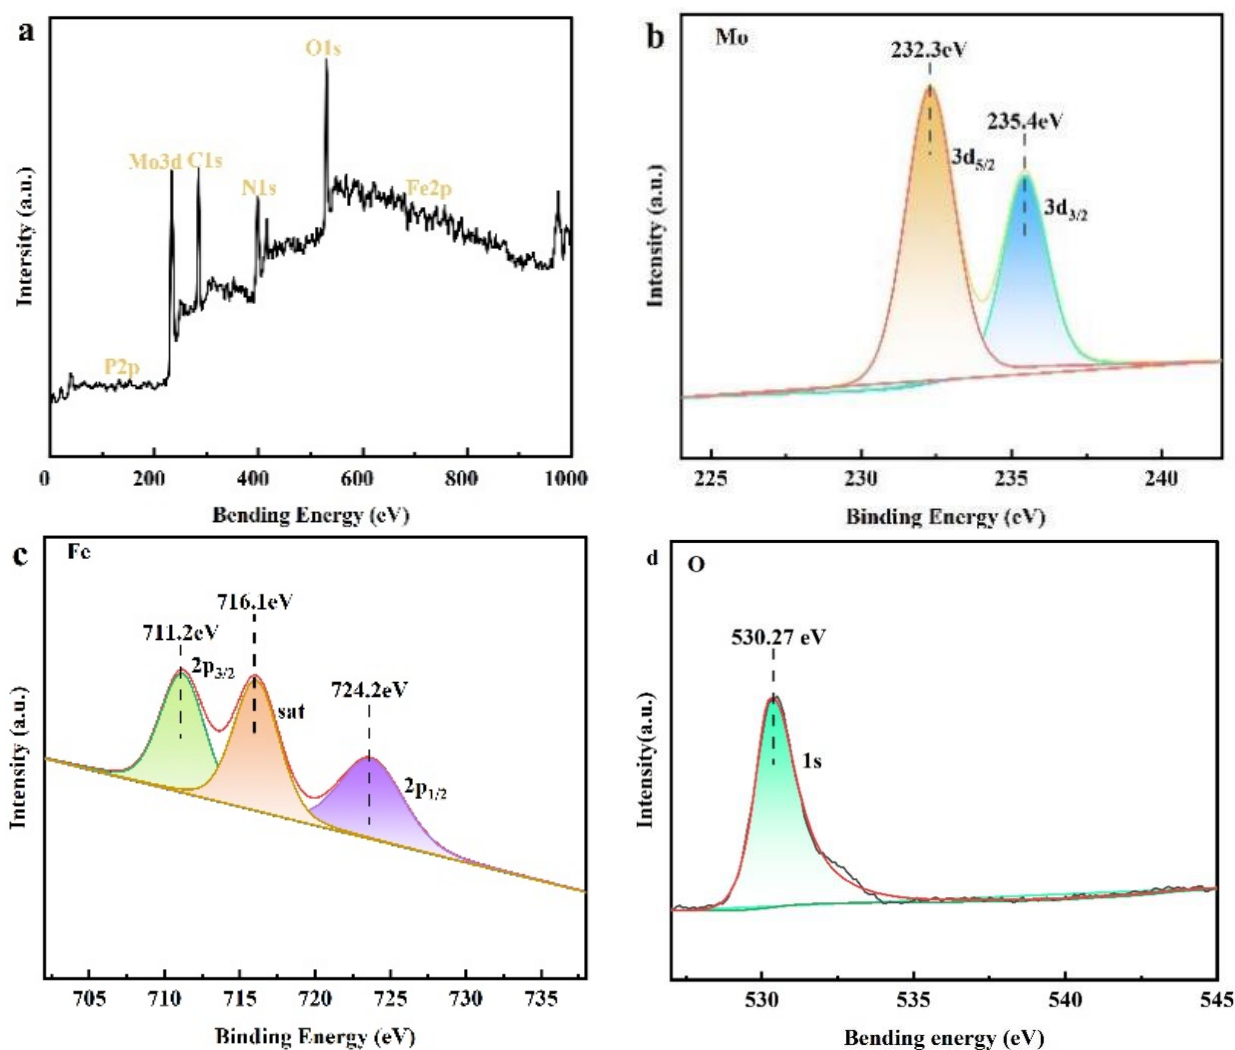 a
O1s
Mo3d C1s
N1s
Fe2p
P2p
Intersity (a.u.)
0 200 400 600 800 1000
Bending Energy (eV)
b
Mo
232.3eV
235.4eV
3d5/2
3d3/2
Intensity (a.u.)
225 230 235 240
Binding Energy (eV)
c
Fe
716.1eV
711.2eV
2p3/2
724.2eV
sat
2p1/2
Intensity (a.u.)
705 710 715 720 725 730 735
Binding Energy (eV)
d
O
530.27 eV
1s
Intensity(a.u.)
530 535 540 545
Bending energy (eV)